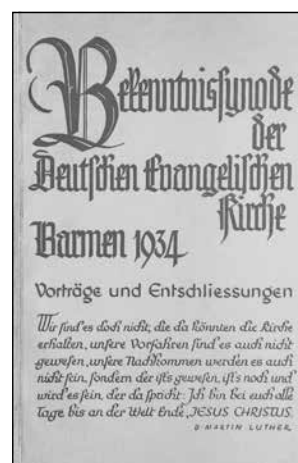 Bekenntnissynode
der
Deutschen Evangelischen
Kirche
Barmen 1934
Vorträge und Entschliessungen
Wir sind es doch nicht, die da könnten die Kirche
erhalten, unsere Vorfahren sind es auch nicht
gewesen, unsere Nachkommen werden es auch
nicht sein, sondern der ists gewesen, ists noch und
wird es sein, der da spricht: Ich bin bei euch alle
Tage bis an der Welt Ende, JESUS CHRISTUS.
D. MARTIN LUTHER